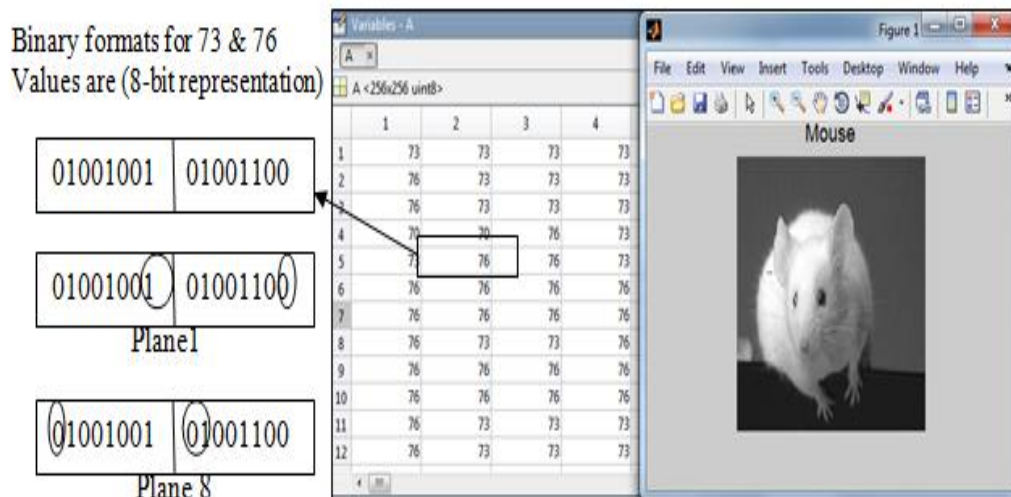 Binary formats for 73 & 76
Values are (8-bit representation)
01001001 01001100
01001001 01001100
Plane1
01001001 01001100
Plane 8
Variables - A
A
A <256x256 uint8>
1 2 3 4
1 73 73 73 73
2 76 73 73 73
3 76 73 73 73
4 70 70 76 73
5 73 76 76 73
6 76 76 76 76
7 76 76 76 76
8 76 73 73 76
9 76 76 76 76
10 76 76 76 76
11 76 73 73 73
12 76 73 73 73
Figure 1
File Edit View Insert Tools Desktop Window Help
Mouse